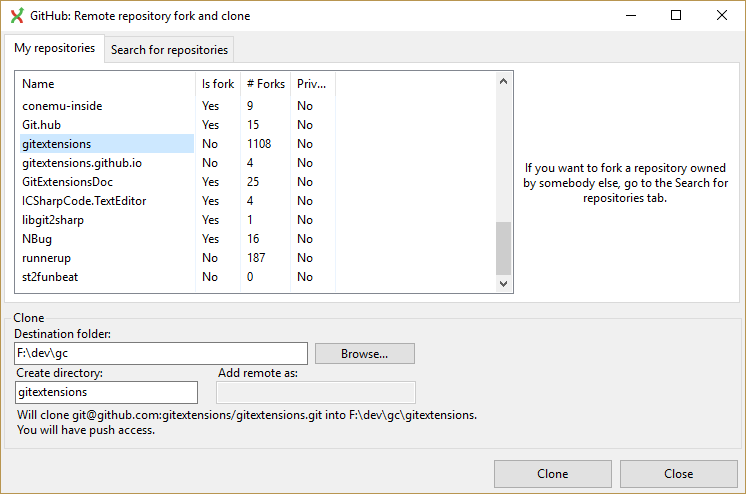 GitHub: Remote repository fork and clone
My repositories
Search for repositories
Name Is fork # Forks Priv...
conemu-inside Yes 9 No
Git.hub Yes 15 No
gitextensions No 1108 No
gitextensions.github.io No 4 No
GitExtensionsDoc Yes 25 No
ICSharpCode.TextEditor Yes 4 No
libgit2sharp Yes 1 No
NBug Yes 16 No
runnerup No 187 No
st2funbeat No 0 No
If you want to fork a repository owned
by somebody else, go to the Search for
repositories tab.
Clone
Destination folder:
F:\dev\gc
Browse...
Create directory: Add remote as:
gitextensions
Will clone git@github.com:gitextensions/gitextensions.git into F:\dev\gc\gitextensions.
You will have push access.
Clone
Close